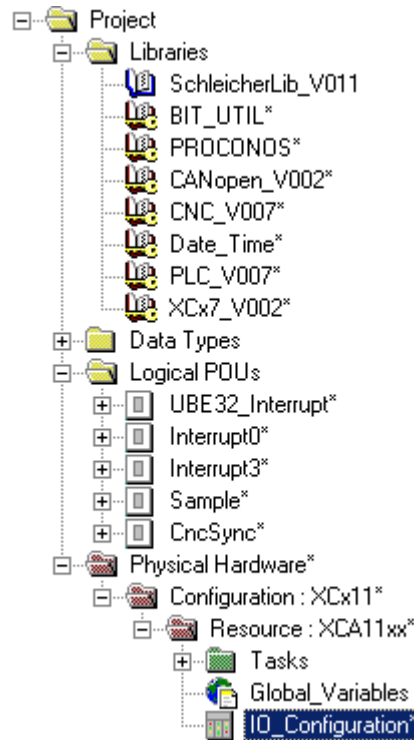 Project
Libraries
SchleicherLib_V011
BIT_UTIL*
PROCONOS*
CANopen_V002*
CNC_V007*
Date_Time*
PLC_V007*
XCx7_V002*
Data Types
Logical POUs
UBE32_Interrupt*
Interrupt0*
Interrupt3*
Sample*
CncSync*
Physical Hardware*
Configuration : XCx11*
Resource : XCA11xx*
Tasks
Global_Variables
IO_Configuration*